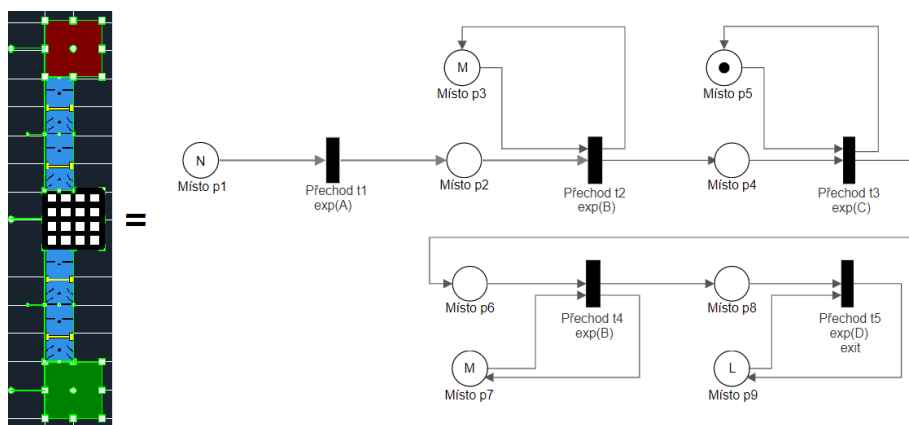 M
Místo p3
Místo p5
=
N
Místo p1
Přechod t1
exp(A)
Místo p2
Přechod t2
exp(B)
Místo p4
Přechod t3
exp(C)
Místo p6
Přechod t4
exp(B)
Místo p8
Přechod t5
exp(D)
exit
M
Místo p7
L
Místo p9